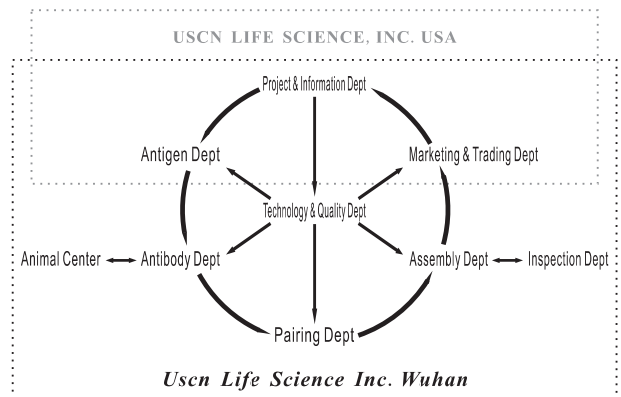 USCN LIFE SCIENCE, INC. USA
Project & Information Dept
Antigen Dept
Marketing & Trading Dept
Technology & Quality Dept
Animal Center
Antibody Dept
Assembly Dept
Inspection Dept
Pairing Dept
Uscn Life Science Inc. Wuhan